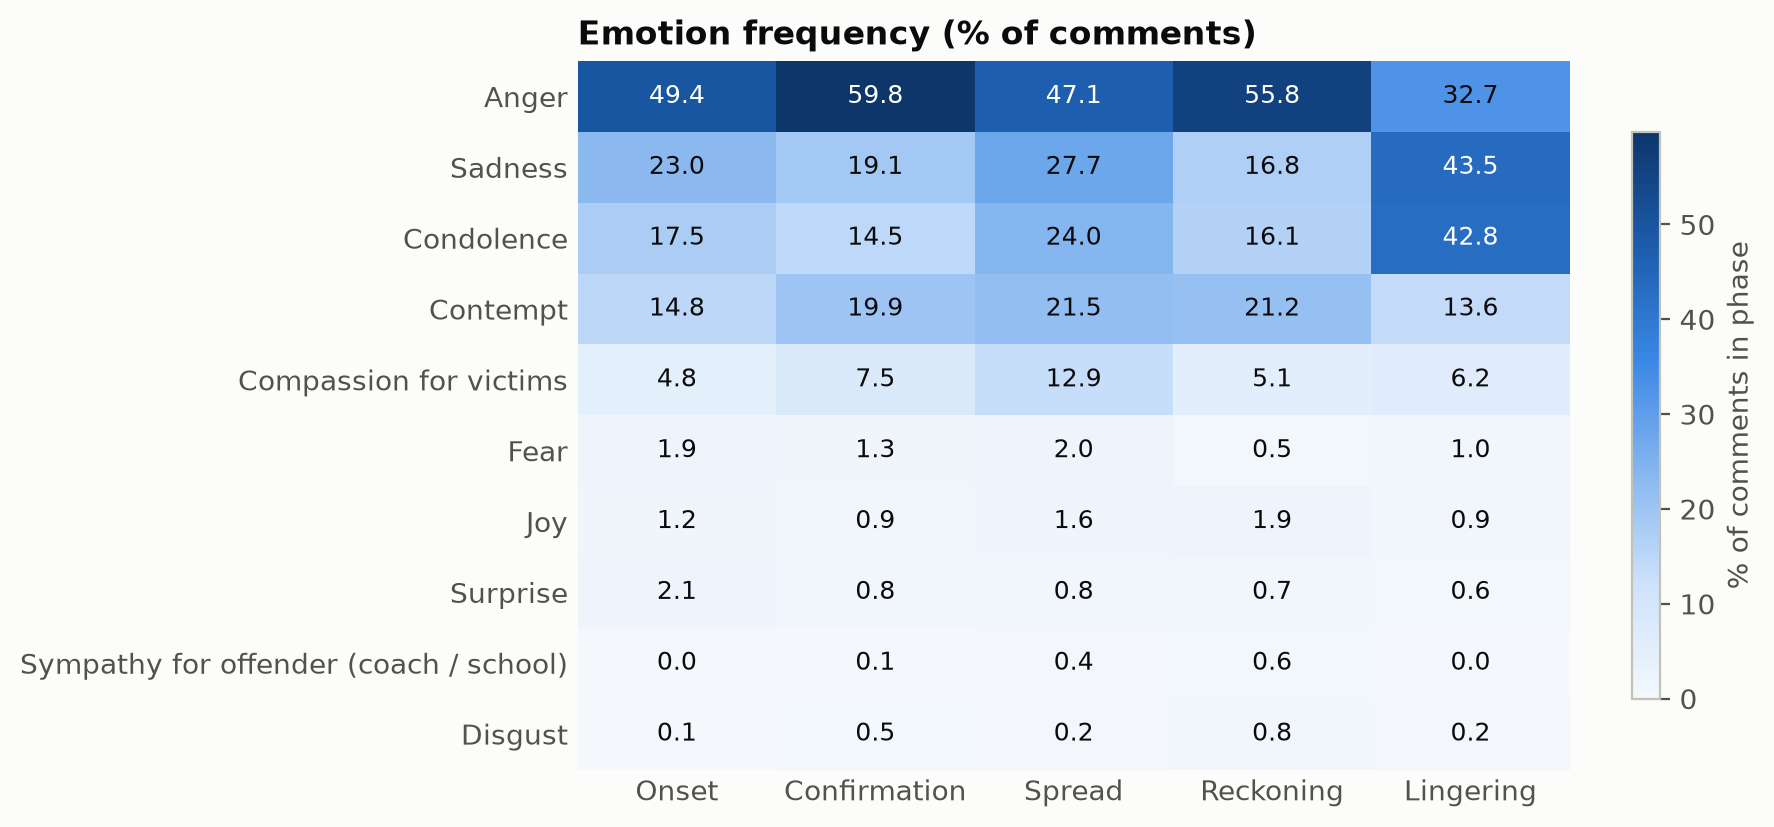 Emotion frequency (% of comments)
Anger 49.4 59.8 47.1 55.8 32.7
Sadness 23.0 19.1 27.7 16.8 43.5
Condolence 17.5 14.5 24.0 16.1 42.8
Contempt 14.8 19.9 21.5 21.2 13.6
Compassion for victims 4.8 7.5 12.9 5.1 6.2
Fear 1.9 1.3 2.0 0.5 1.0
Joy 1.2 0.9 1.6 1.9 0.9
Surprise 2.1 0.8 0.8 0.7 0.6
Sympathy for offender (coach / school) 0.0 0.1 0.4 0.6 0.0
Disgust 0.1 0.5 0.2 0.8 0.2
Onset Confirmation Spread Reckoning Lingering
50
40
30
20
10
0
% of comments in phase